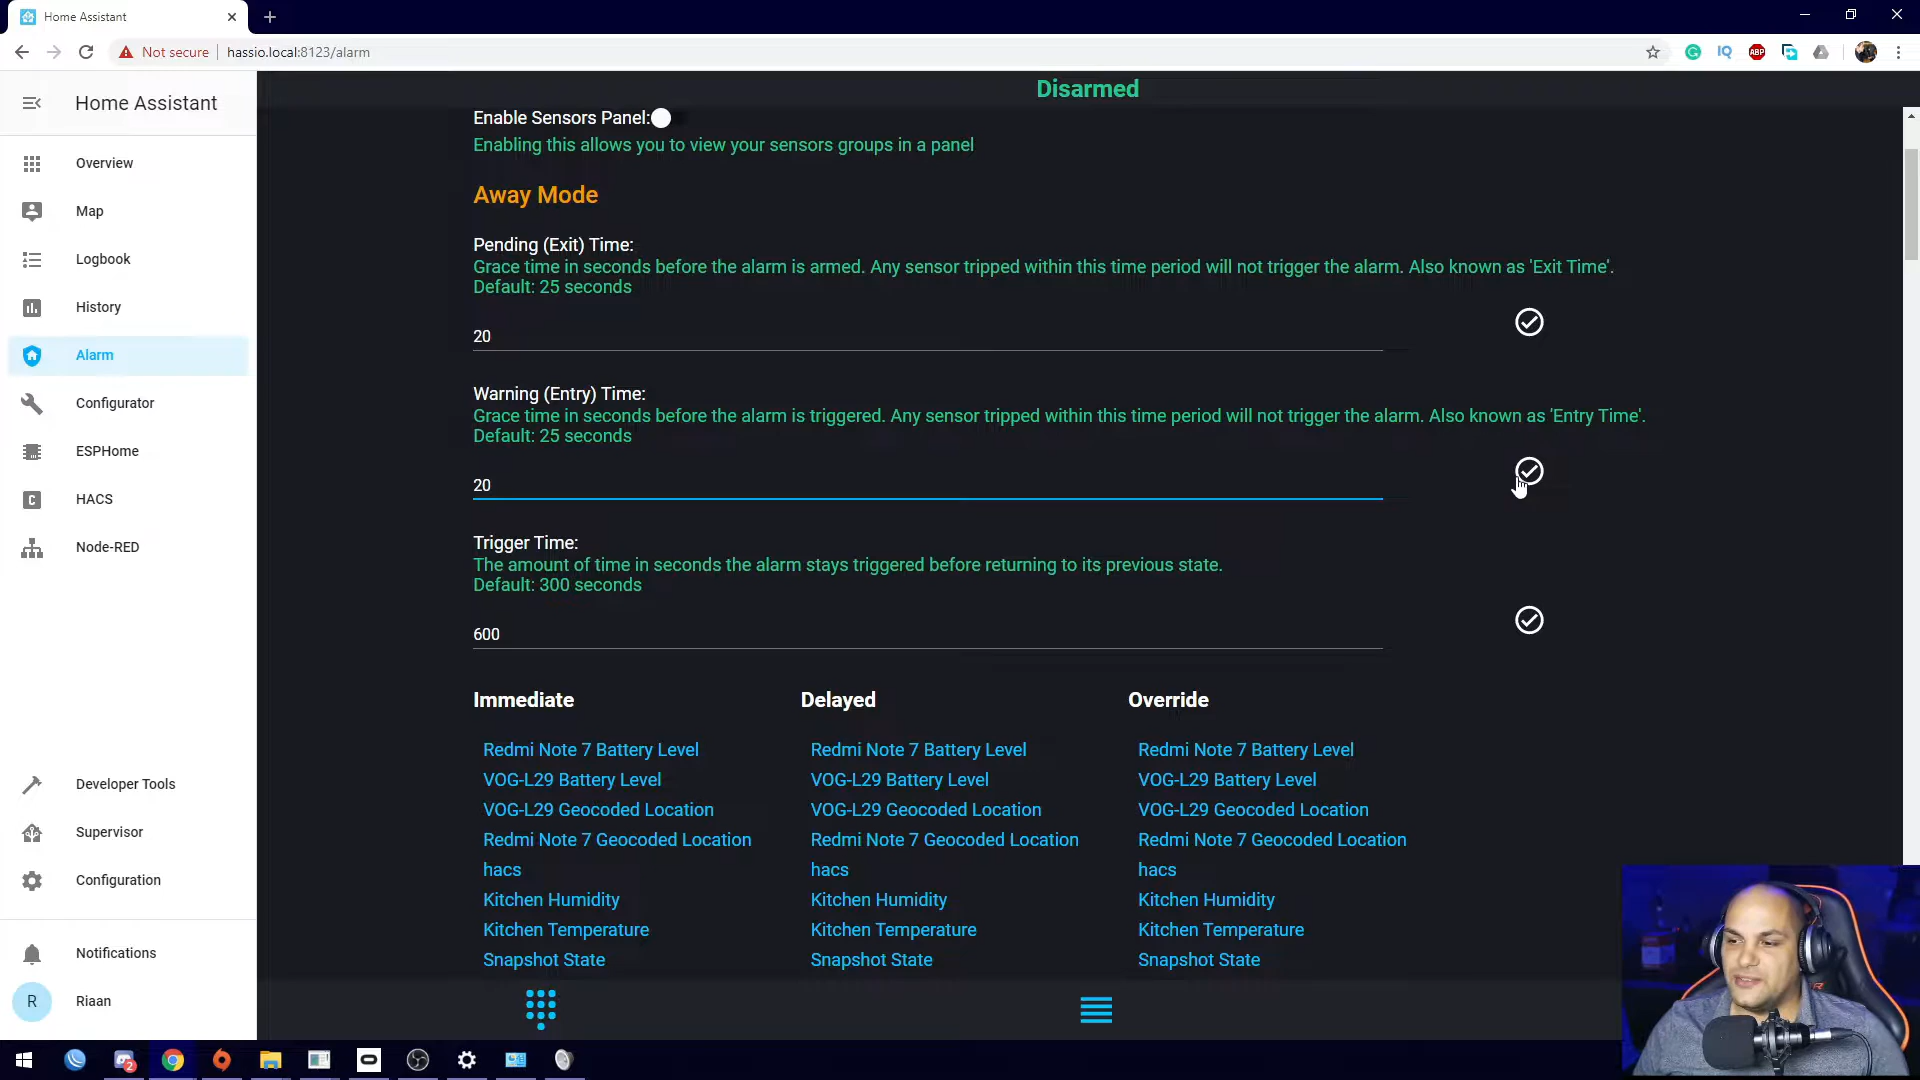 Home Assistant
Not secure
hassio.local:8123/alarm
IQ
ABP
Home Assistant
Overview
Map
Logbook
History
Alarm
Configurator
ESPHome
C
HACS
Node-RED
Developer Tools
Supervisor
Configuration
Notifications
R
Riaan
Disarmed
Enable Sensors Panel:
Enabling this allows you to view your sensors groups in a panel
Away Mode
Pending (Exit) Time:
Grace time in seconds before the alarm is armed. Any sensor tripped within this time period will not trigger the alarm. Also known as 'Exit Time'.
Default: 25 seconds
20
Warning (Entry) Time:
Grace time in seconds before the alarm is triggered. Any sensor tripped within this time period will not trigger the alarm. Also known as 'Entry Time'.
Default: 25 seconds
20
Trigger Time:
The amount of time in seconds the alarm stays triggered before returning to its previous state.
Default: 300 seconds
600
Immediate
Redmi Note 7 Battery Level
VOG-L29 Battery Level
VOG-L29 Geocoded Location
Redmi Note 7 Geocoded Location
hacs
Kitchen Humidity
Kitchen Temperature
Snapshot State
Delayed
Redmi Note 7 Battery Level
VOG-L29 Battery Level
VOG-L29 Geocoded Location
Redmi Note 7 Geocoded Location
hacs
Kitchen Humidity
Kitchen Temperature
Snapshot State
Override
Redmi Note 7 Battery Level
VOG-L29 Battery Level
VOG-L29 Geocoded Location
Redmi Note 7 Geocoded Location
hacs
Kitchen Humidity
Kitchen Temperature
Snapshot State
2